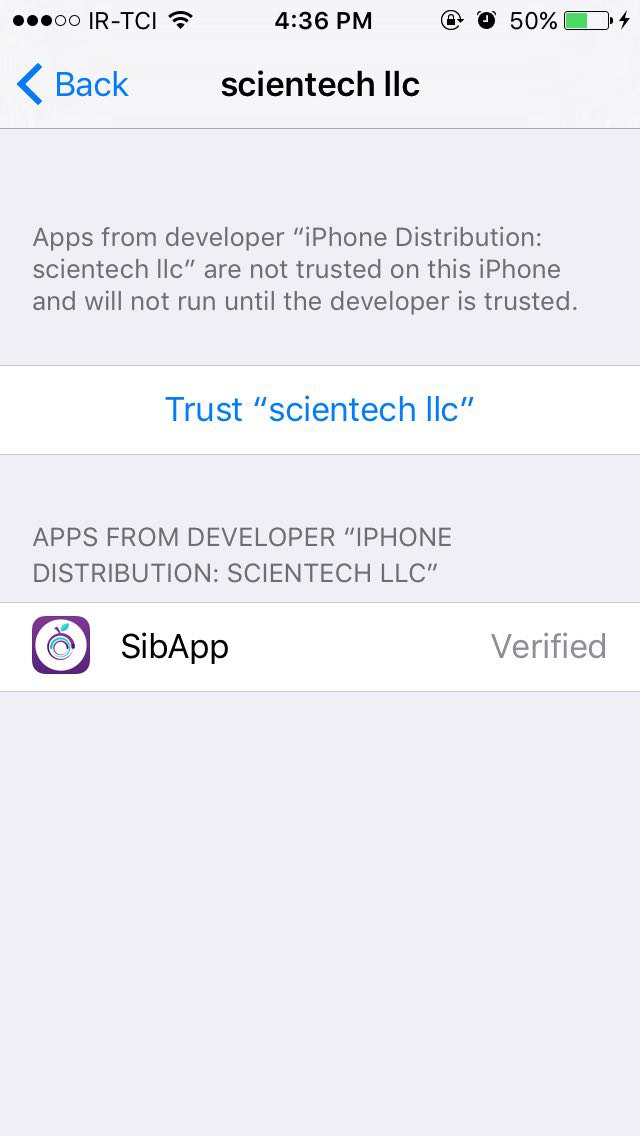 IR-TCI 4:36 PM 50%
Back scientech llc
Apps from developer “iPhone Distribution:
scientech llc” are not trusted on this iPhone
and will not run until the developer is trusted.
Trust “scientech llc”
APPS FROM DEVELOPER “IPHONE
DISTRIBUTION: SCIENTECH LLC”
SibApp Verified